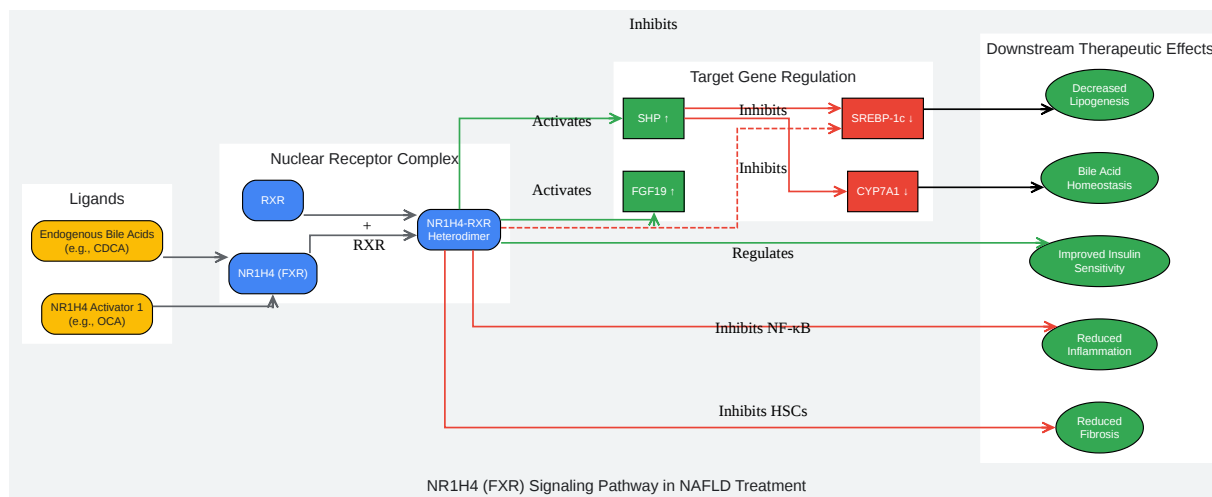 Inhibits
Downstream Therapeutic Effects
Target Gene Regulation
Decreased
Lipogenesis
SHP ↑
Inhibits
SREBP-1c ↓
Activates
Nuclear Receptor Complex
Inhibits
Bile Acid
Homeostasis
Ligands
RXR
Activates
FGF19 ↑
CYP7A1 ↓
Endogenous Bile Acids
(e.g., CDCA)
+
RXR
NR1H4-RXR
Heterodimer
NR1H4 (FXR)
Regulates
Improved Insulin
Sensitivity
NR1H4 Activator 1
(e.g., OCA)
Inhibits NF-κB
Reduced
Inflammation
Inhibits HSCs
Reduced
Fibrosis
NR1H4 (FXR) Signaling Pathway in NAFLD Treatment